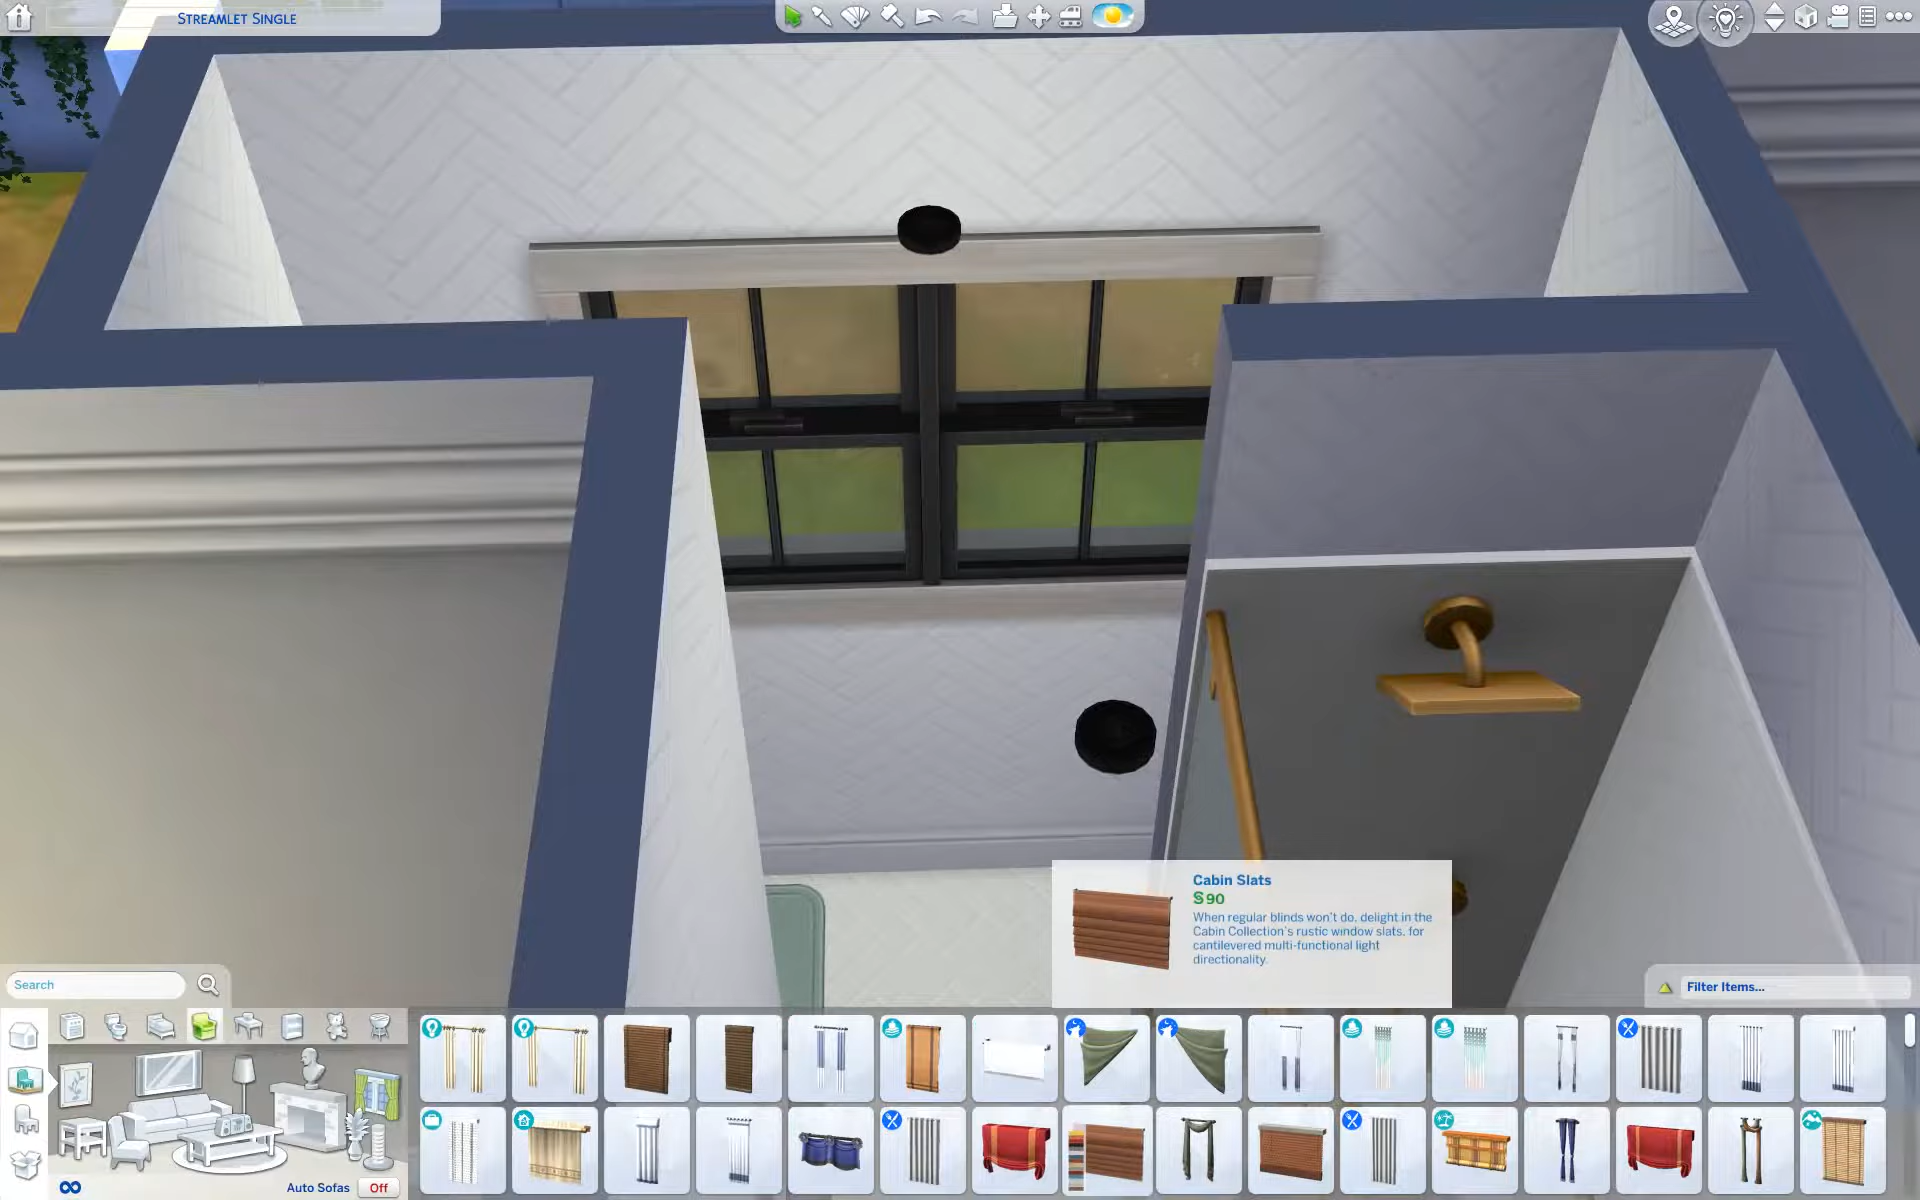 STREAMLET SINGLE
Cabin Slats
§90
When regular blinds won't do, delight in the
Cabin Collection's rustic window slats, for
cantilevered multi-functional light
directionality.
Search
Filter Items...
Auto Sofas Off